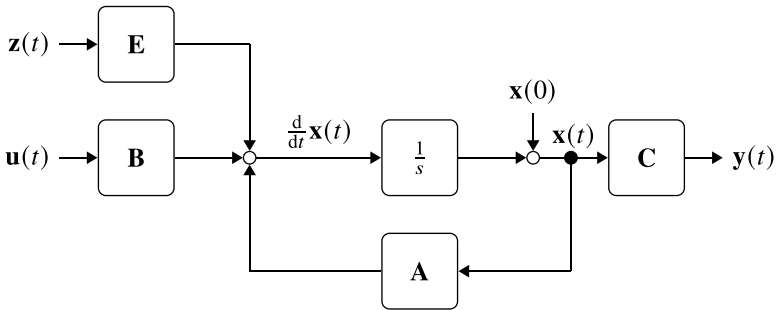 z(t)
E
x(0)
d/dt x(t)
x(t)
u(t)
B
1/s
C
y(t)
A